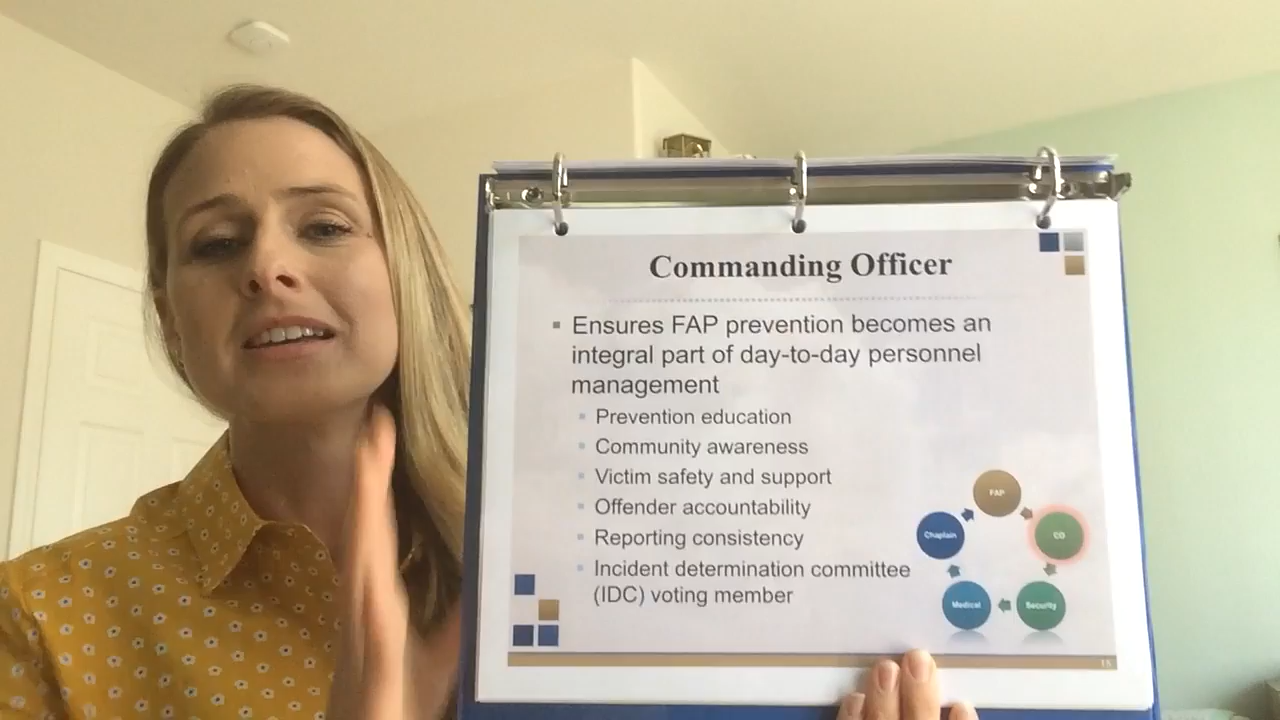 Commanding Officer
Ensures FAP prevention becomes an
integral part of day-to-day personnel
management
Prevention education
Community awareness
Victim safety and support
Offender accountability
Reporting consistency
Incident determination committee
(IDC) voting member
FAP
CO
Security
Medical
Chaplain
15